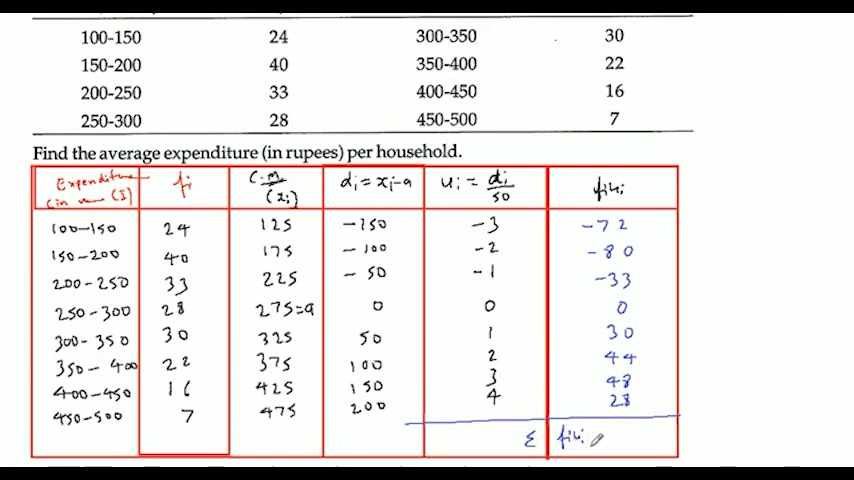 100-150 24 300-350 30
150-200 40 350-400 22
200-250 33 400-450 16
250-300 28 450-500 7
Find the average expenditure (in rupees) per household.
Expenditure fi C.M di = xi-a ui = di/50 fiui
(in (I) (xi)
100-150 24 125 -150 -3 -72
150-200 40 175 -100 -2 -80
200-250 33 225 -50 -1 -33
250-300 28 275=a 0 0 0
300-350 30 325 50 1 30
350-400 22 375 100 2 44
400-450 16 425 150 3 48
450-500 7 475 200 4 28
Σ fiui